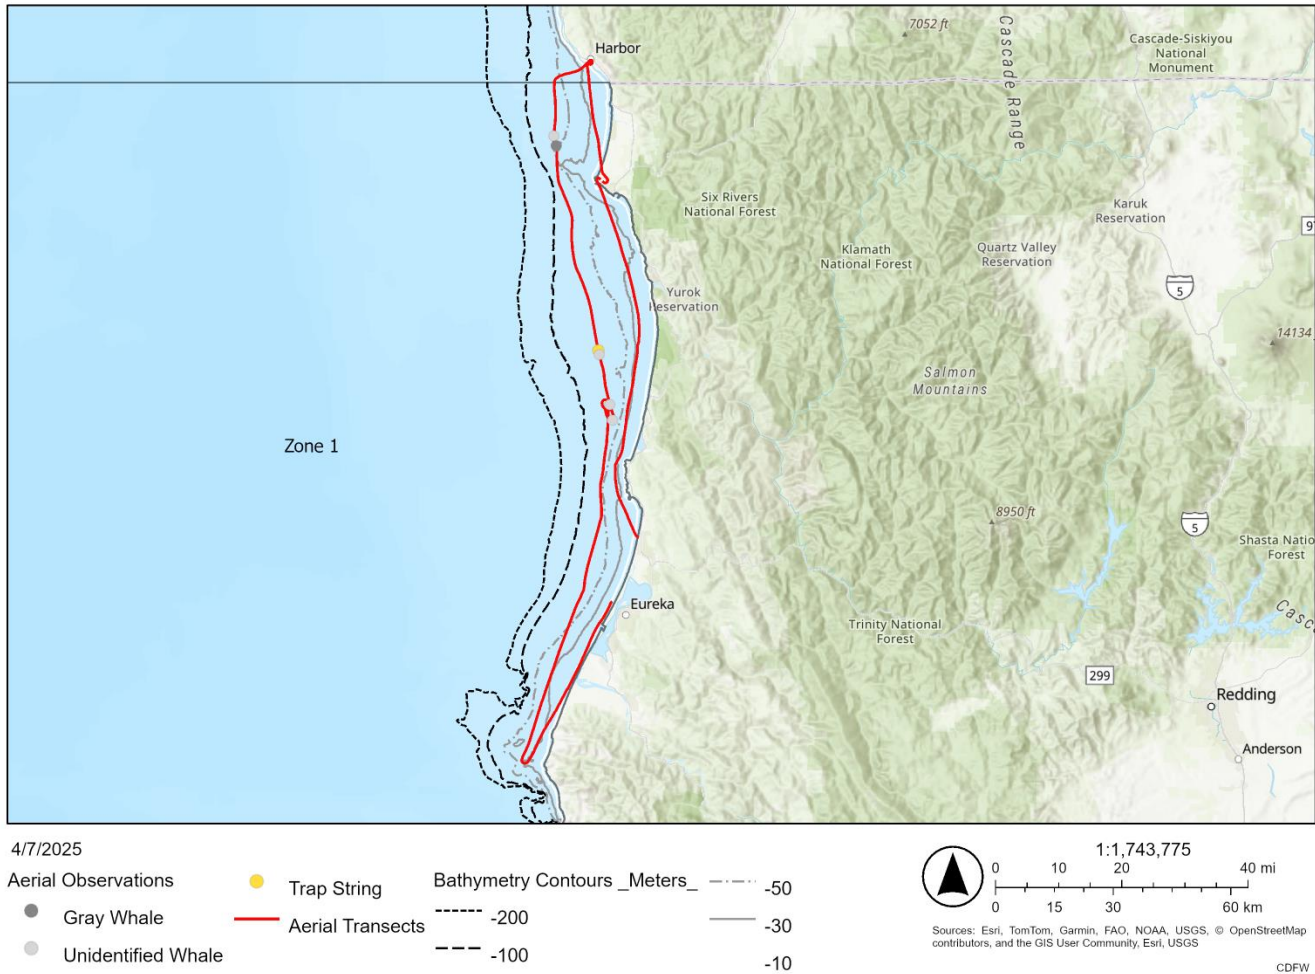 7052 ft
Cascade Range
Cascade-Siskiyou
National
Monument
Harbor
Six Rivers
National Forest
Karuk
Reservation
Klamath
National Forest
Quartz Valley
Reservation
5
Yurok
Reservation
14134
Salmon
Mountains
Zone 1
8950 ft
5
Shasta Natio
Forest
Eureka
Trinity National
Forest
Casc
299
Redding
Anderson
4/7/2025
Aerial Observations
Gray Whale
Unidentified Whale
Trap String
Aerial Transects
Bathymetry Contours _Meters_
-200
-100
-50
-30
-10
1:1,743,775
0 10 20 40 mi
0 15 30 60 km
Sources: Esri, TomTom, Garmin, FAO, NOAA, USGS, © OpenStreetMap
contributors, and the GIS User Community, Esri, USGS
CDFW